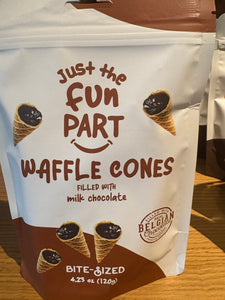 Just the
fun
PART
WAFFLE CONES
FILLED WITH
milk chocolate
BELGIAN
BITE-SIZED
4.23 oz (120g)